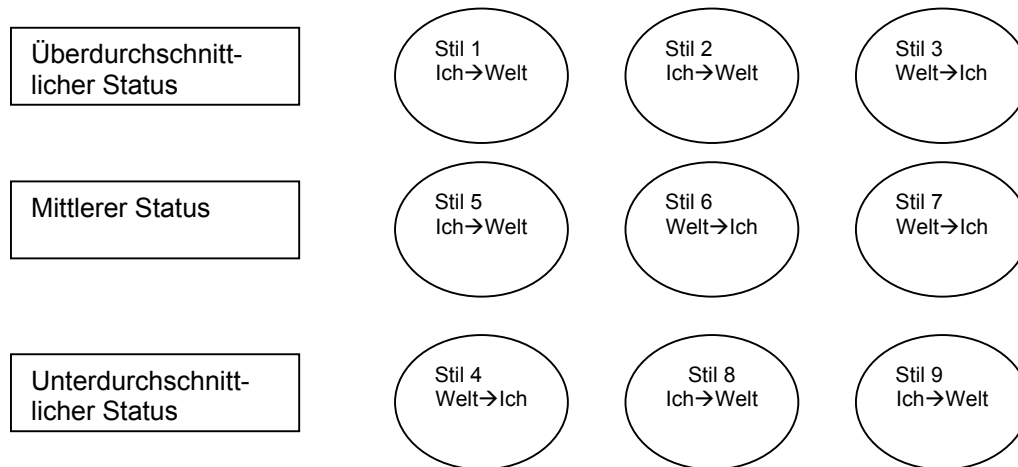 Überdurchschnitt-
licher Status
Stil 1
Ich→Welt
Stil 2
Ich→Welt
Stil 3
Welt→Ich
Mittlerer Status
Stil 5
Ich→Welt
Stil 6
Welt→Ich
Stil 7
Welt→Ich
Unterdurchschnitt-
licher Status
Stil 4
Welt→Ich
Stil 8
Ich→Welt
Stil 9
Ich→Welt